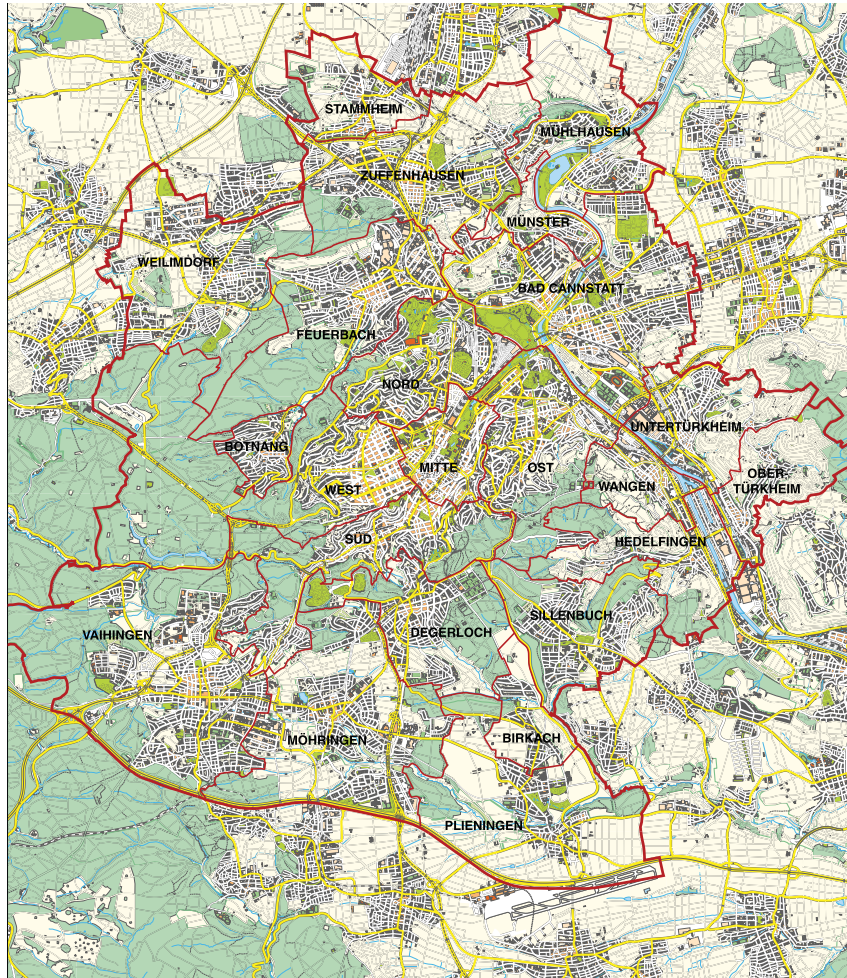 STAMMHEIM
MÜHLHAUSEN
ZUFFENHAUSEN
MÜNSTER
WEILIMDORF
BAD CANNSTATT
FEUERBACH
NORD
UNTERTÜRKHEIM
BOTNANG
MITTE
OST
OBER-
TÜRKHEIM
WEST
WANGEN
SÜD
HEDELFINGEN
SILLENBUCH
VAIHINGEN
DEGERLOCH
MÖHRINGEN
BIRKACH
PLIENINGEN